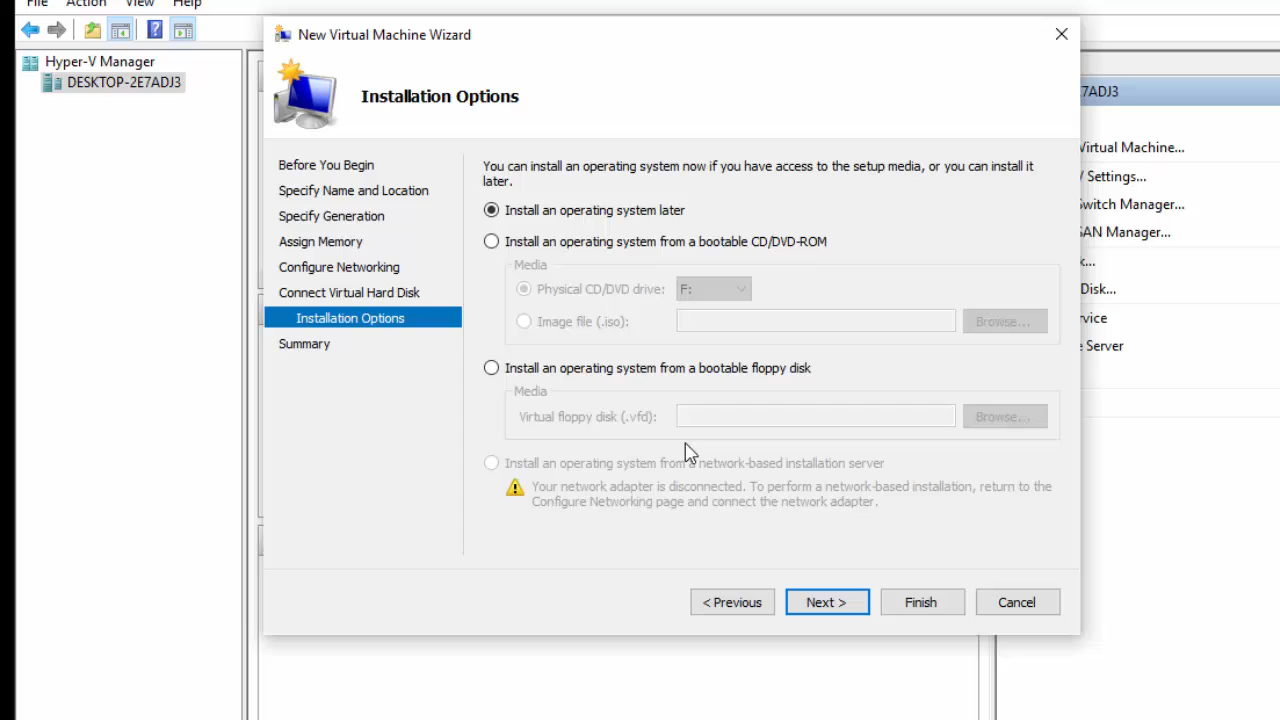 File Action View Help
New Virtual Machine Wizard
Hyper-V Manager
DESKTOP-2E7ADJ3
Installation Options
7ADJ3
Before You Begin
Specify Name and Location
Specify Generation
Assign Memory
Configure Networking
Connect Virtual Hard Disk
Installation Options
Summary
You can install an operating system now if you have access to the setup media, or you can install it
later.
Install an operating system later
Install an operating system from a bootable CD/DVD-ROM
Media
Physical CD/DVD drive: F:
Image file (.iso): Browse...
Install an operating system from a bootable floppy disk
Media
Virtual floppy disk (.vfd): Browse...
Install an operating system from a network-based installation server
Your network adapter is disconnected. To perform a network-based installation, return to the
Configure Networking page and connect the network adapter.
< Previous Next > Finish Cancel
Virtual Machine...
Settings...
Switch Manager...
SAN Manager...
k...
Disk...
rvice
Server